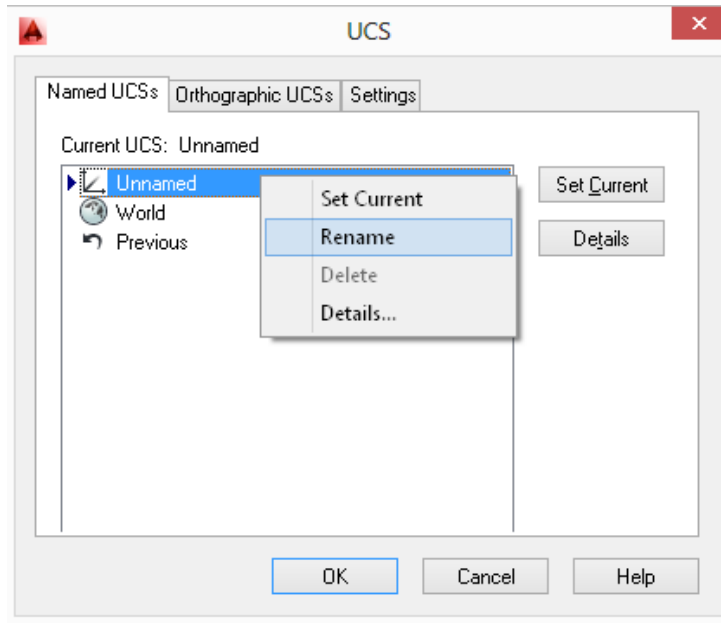 UCS
Named UCSs Orthographic UCSs Settings
Current UCS: Unnamed
Unnamed
World
Previous
Set Current
Rename
Delete
Details...
Set Current
Details
OK Cancel Help